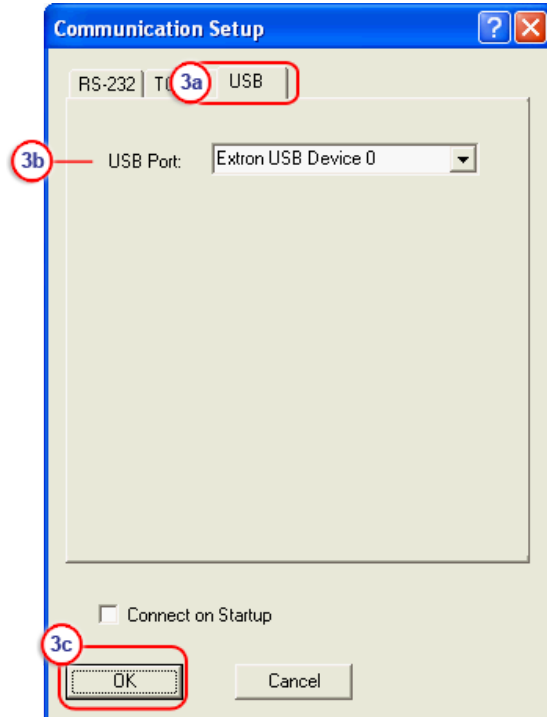 Communication Setup
RS-232 3a USB
3b USB Port: Extron USB Device 0
Connect on Startup
3c
OK Cancel